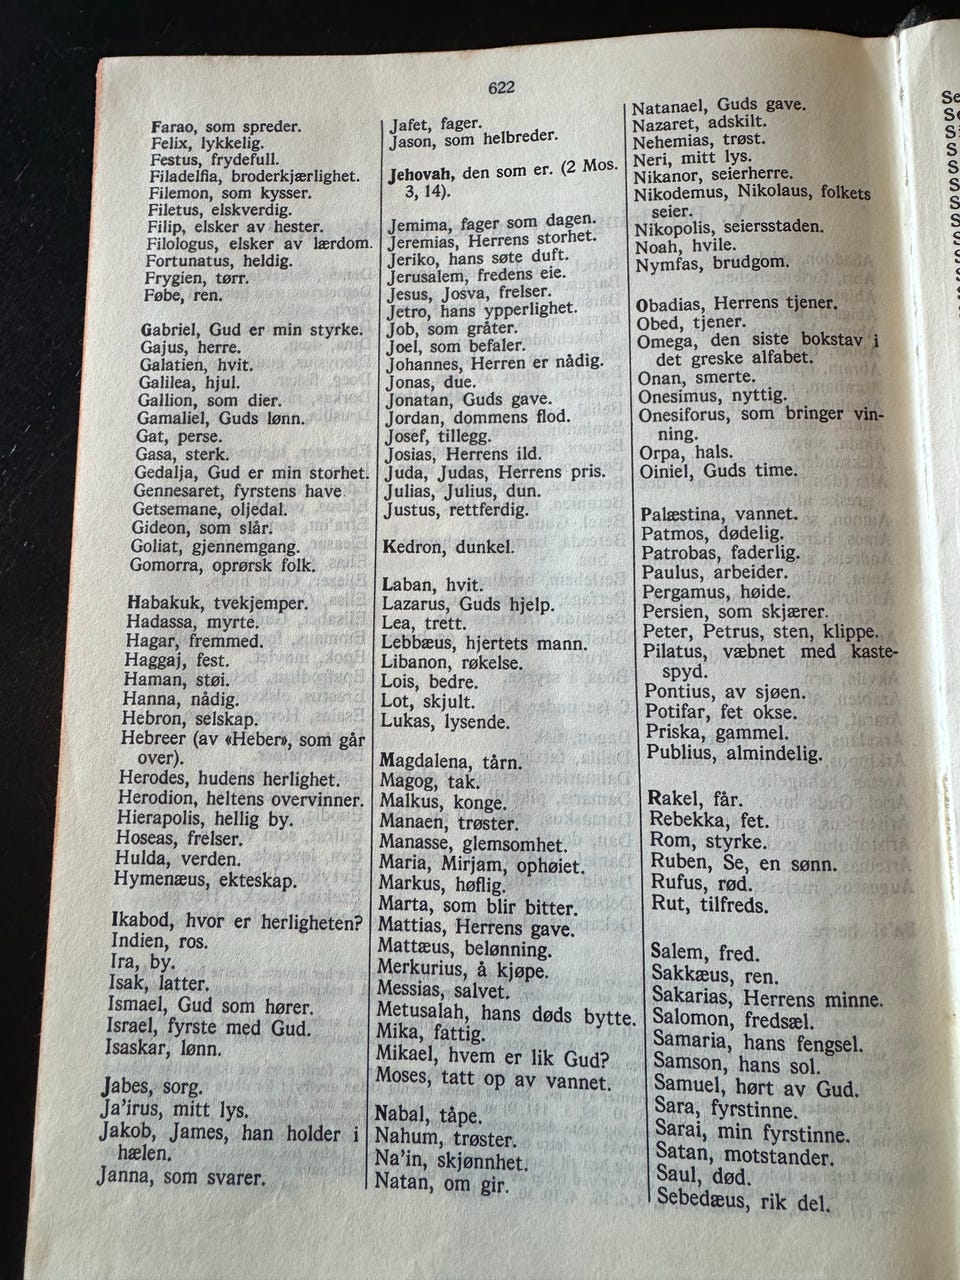 622
Farao, som spreder.
Felix, lykkelig.
Festus, frydefull.
Filadelfia, broderkjærlighet.
Filemon, som kysser.
Filetus, elskverdig.
Filip, elsker av hester.
Filologus, elsker av lærdom.
Fortunatus, heldig.
Frygien, tørr.
Føbe, ren.
Gabriel, Gud er min styrke.
Gajus, herre.
Galatien, hvit.
Galilea, hjul.
Gallion, som dier.
Gamaliel, Guds lønn.
Gat, perse.
Gasa, sterk.
Gedalja, Gud er min storhet.
Gennesaret, fyrstens have
Getsemane, oljedal.
Gideon, som slår.
Goliat, gjennemgang.
Gomorra, oprørsk folk.
Habakuk, tvekjemper.
Hadassa, myrte.
Hagar, fremmed.
Haggaj, fest.
Haman, støi.
Hanna, nådig.
Hebron, selskap.
Hebreer (av «Heber», som går
over).
Herodes, hudens herlighet.
Herodion, heltens overvinner.
Hierapolis, hellig by.
Hoseas, frelser.
Hulda, verden.
Hymenæus, ekteskap.
Ikabod, hvor er herligheten?
Indien, ros.
Ira, by.
Isak, latter.
Ismael, Gud som hører.
Israel, fyrste med Gud.
Isaskar, lønn.
Jabes, sorg.
Ja'irus, mitt lys.
Jakob, James, han holder i
hælen.
Janna, som svarer.
Jafet, fager.
Jason, som helbreder.
Jehovah, den som er. (2 Mos.
3, 14).
Jemima, fager som dagen.
Jeremias, Herrens storhet.
Jeriko, hans søte duft.
Jerusalem, fredens eie.
Jesus, Josva, frelser.
Jetro, hans ypperlighet.
Job, som gråter.
Joel, som befaler.
Johannes, Herren er nådig.
Jonas, due.
Jonatan, Guds gave.
Jordan, dommens flod.
Josef, tillegg.
Josias, Herrens ild.
Juda, Judas, Herrens pris.
Julias, Julius, dun.
Justus, rettferdig.
Kedron, dunkel.
Laban, hvit.
Lazarus, Guds hjelp.
Lea, trett.
Lebbæus, hjertets mann.
Libanon, røkelse.
Lois, bedre.
Lot, skjult.
Lukas, lysende.
Magdalena, tårn.
Magog, tak.
Malkus, konge.
Manaen, trøster.
Manasse, glemsomhet.
Maria, Mirjam, ophøiet.
Markus, høflig.
Marta, som blir bitter.
Mattias, Herrens gave.
Mattæus, belønning.
Merkurius, å kjøpe.
Messias, salvet.
Metusalah, hans døds bytte.
Mika, fattig.
Mikael, hvem er lik Gud?
Moses, tatt op av vannet.
Nabal, tåpe.
Nahum, trøster.
Na'in, skjønnhet.
Natan, om gir.
Natanael, Guds gave.
Nazaret, adskilt.
Nehemias, trøst.
Neri, mitt lys.
Nikanor, seierherre.
Nikodemus, Nikolaus, folkets
seier.
Nikopolis, seiersstaden.
Noah, hvile.
Nymfas, brudgom.
Obadias, Herrens tjener.
Obed, tjener.
Omega, den siste bokstav i
det greske alfabet.
Onan, smerte.
Onesimus, nyttig.
Onesiforus, som bringer vin-
ning.
Orpa, hals.
Oiniel, Guds time.
Palæstina, vannet.
Patmos, dødelig.
Patrobas, faderlig.
Paulus, arbeider.
Pergamus, høide.
Persien, som skjærer.
Peter, Petrus, sten, klippe.
Pilatus, væbnet med kaste-
spyd.
Pontius, av sjøen.
Potifar, fet okse.
Priska, gammel.
Publius, almindelig.
Rakel, får.
Rebekka, fet.
Rom, styrke.
Ruben, Se, en sønn.
Rufus, rød.
Rut, tilfreds.
Salem, fred.
Sakkæus, ren.
Sakarias, Herrens minne.
Salomon, fredsæl.
Samaria, hans fengsel.
Samson, hans sol.
Samuel, hørt av Gud.
Sara, fyrstinne.
Sarai, min fyrstinne.
Satan, motstander.
Saul, død.
Sebedæus, rik del.